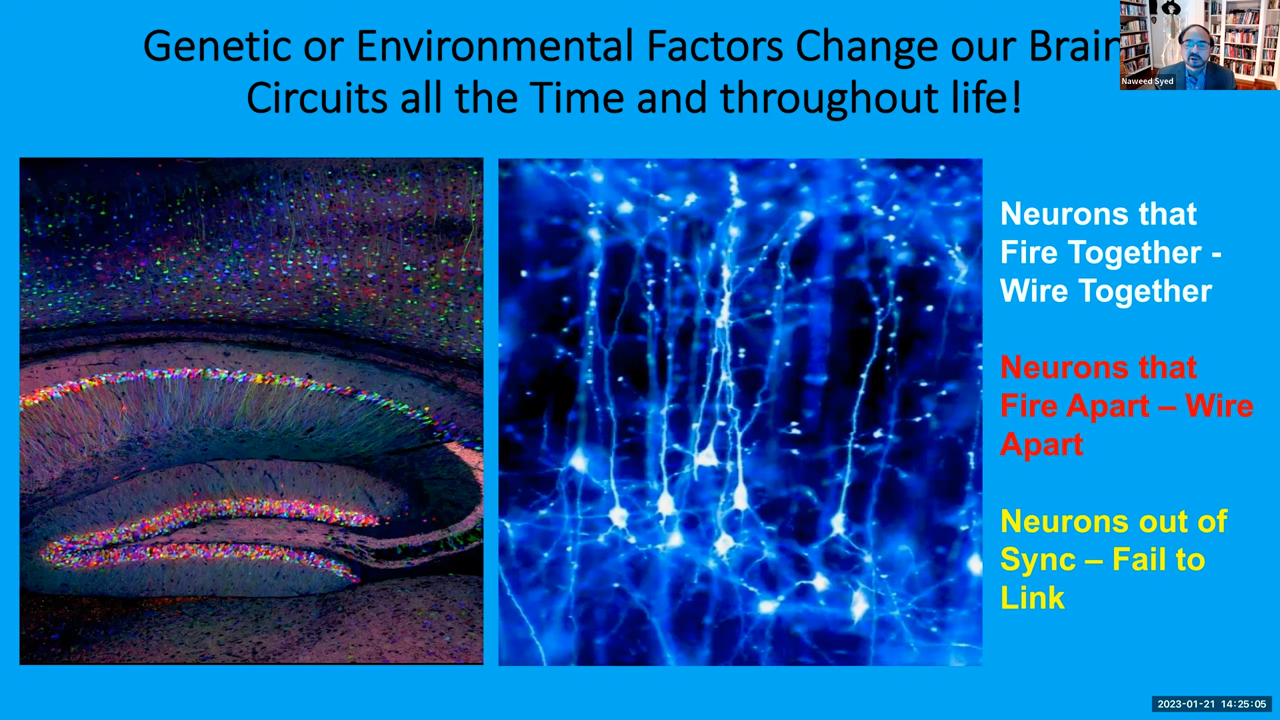 Genetic or Environmental Factors Change our Brain
Circuits all the Time and throughout life!
Naweed Syed
Neurons that
Fire Together -
Wire Together
Neurons that
Fire Apart – Wire
Apart
Neurons out of
Sync – Fail to
Link
2023-01-21 14:25:05